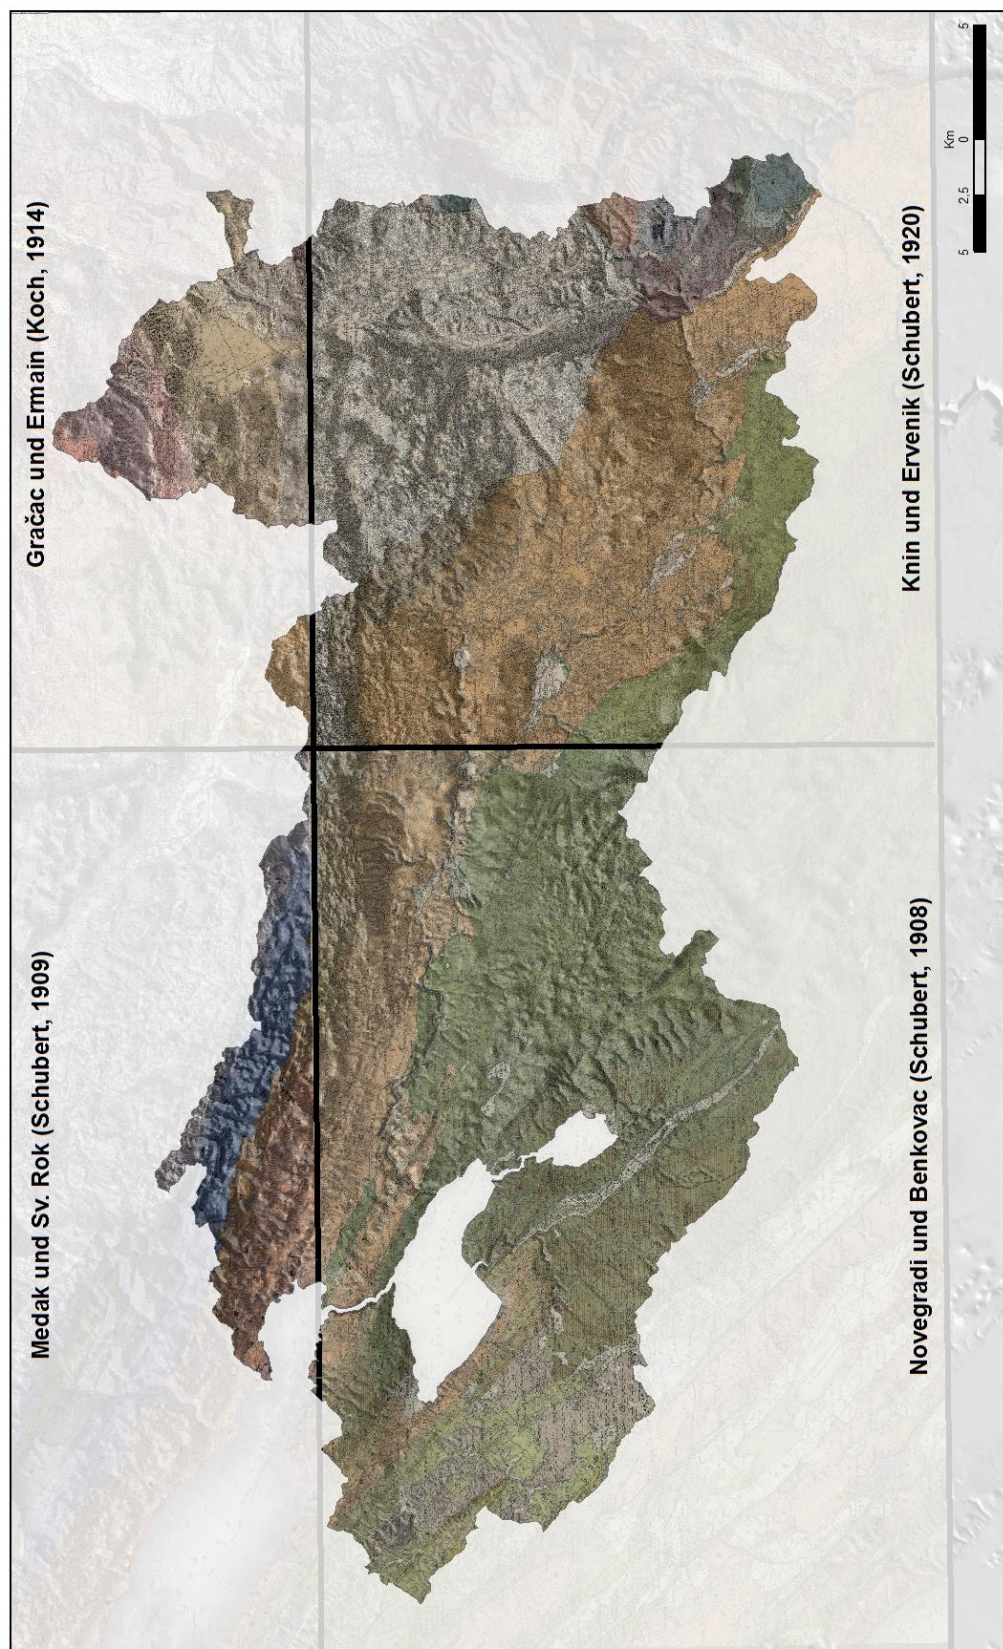 Medak und Sv. Rok (Schubert, 1909)
Gračac und Ermain (Koch, 1914)
Novegradi und Benkovac (Schubert, 1908)
Knin und Ervenik (Schubert, 1920)
5 2,5 0 5
Km